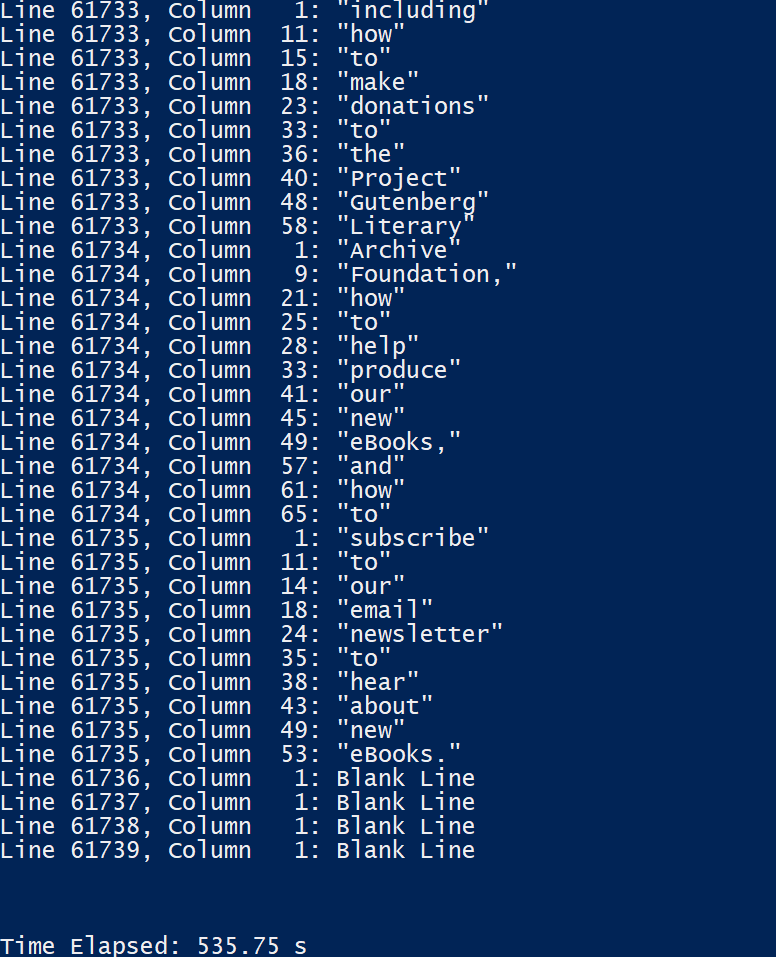 Line 61733, Column   1: "including"
Line 61733, Column  11: "how"
Line 61733, Column  15: "to"
Line 61733, Column  18: "make"
Line 61733, Column  23: "donations"
Line 61733, Column  33: "to"
Line 61733, Column  36: "the"
Line 61733, Column  40: "Project"
Line 61733, Column  48: "Gutenberg"
Line 61733, Column  58: "Literary"
Line 61734, Column   1: "Archive"
Line 61734, Column   9: "Foundation,"
Line 61734, Column  21: "how"
Line 61734, Column  25: "to"
Line 61734, Column  28: "help"
Line 61734, Column  33: "produce"
Line 61734, Column  41: "our"
Line 61734, Column  45: "new"
Line 61734, Column  49: "eBooks,"
Line 61734, Column  57: "and"
Line 61734, Column  61: "how"
Line 61734, Column  65: "to"
Line 61735, Column   1: "subscribe"
Line 61735, Column  11: "to"
Line 61735, Column  14: "our"
Line 61735, Column  18: "email"
Line 61735, Column  24: "newsletter"
Line 61735, Column  35: "to"
Line 61735, Column  38: "hear"
Line 61735, Column  43: "about"
Line 61735, Column  49: "new"
Line 61735, Column  53: "eBooks."
Line 61736, Column   1: Blank Line
Line 61737, Column   1: Blank Line
Line 61738, Column   1: Blank Line
Line 61739, Column   1: Blank Line
Time Elapsed: 535.75 s